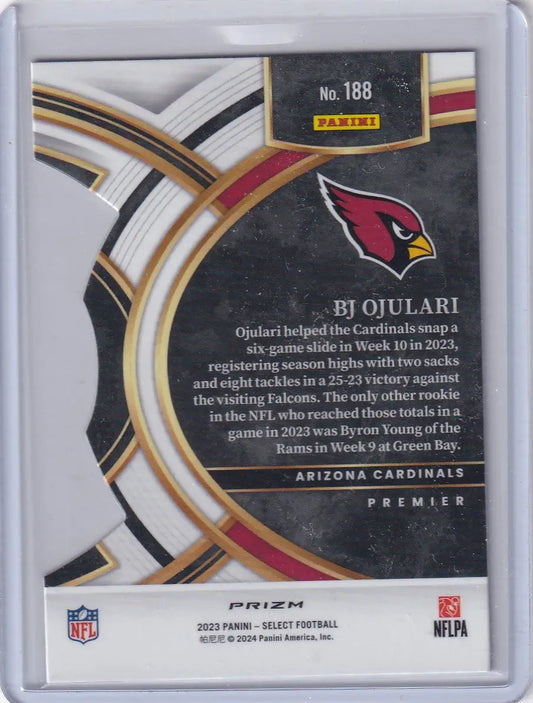 No. 188
PANINI
BJ OJULARI
Ojulari helped the Cardinals snap a
six-game slide in Week 10 in 2023,
registering season highs with two sacks
and eight tackles in a 25-23 victory against
the visiting Falcons. The only other rookie
in the NFL who reached those totals in a
game in 2023 was Byron Young of the
Rams in Week 9 at Green Bay.
ARIZONA CARDINALS
PREMIER
PRIZM
NFL
2023 PANINI – SELECT FOOTBALL
帕尼尼 © 2024 Panini America, Inc.
NFLPA